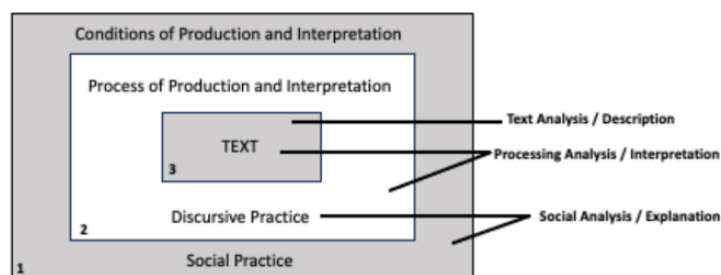 Conditions of Production and Interpretation
Process of Production and Interpretation
Text Analysis / Description
TEXT
Processing Analysis / Interpretation
3
Discursive Practice
Social Analysis / Explanation
2
Social Practice
1